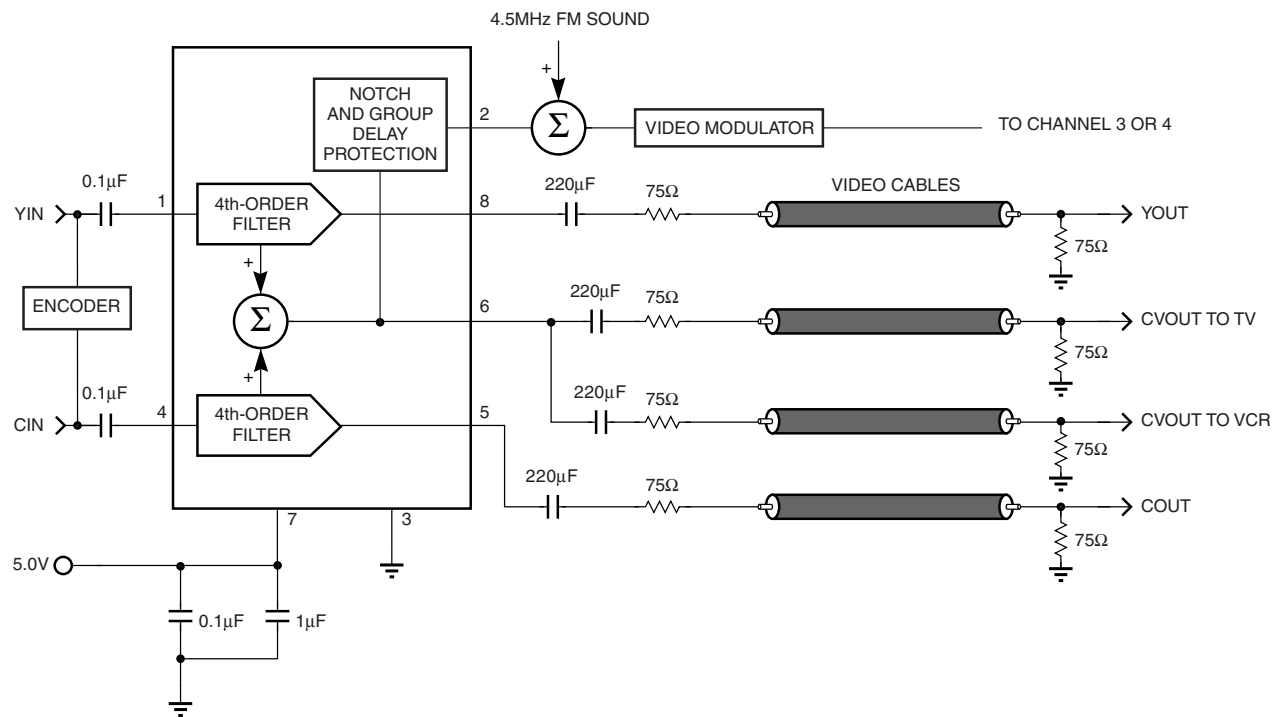 4.5MHz FM SOUND
+
NOTCH
AND GROUP
DELAY
PROTECTION
2
Σ
VIDEO MODULATOR
TO CHANNEL 3 OR 4
0.1µF
YIN
1
4th-ORDER
FILTER
8
220µF
75Ω
VIDEO CABLES
YOUT
75Ω
+
ENCODER
Σ
6
220µF
75Ω
CVOUT TO TV
75Ω
+
0.1µF
CIN
4
4th-ORDER
FILTER
5
220µF
75Ω
CVOUT TO VCR
75Ω
220µF
75Ω
COUT
75Ω
7
3
5.0V
0.1µF
1µF